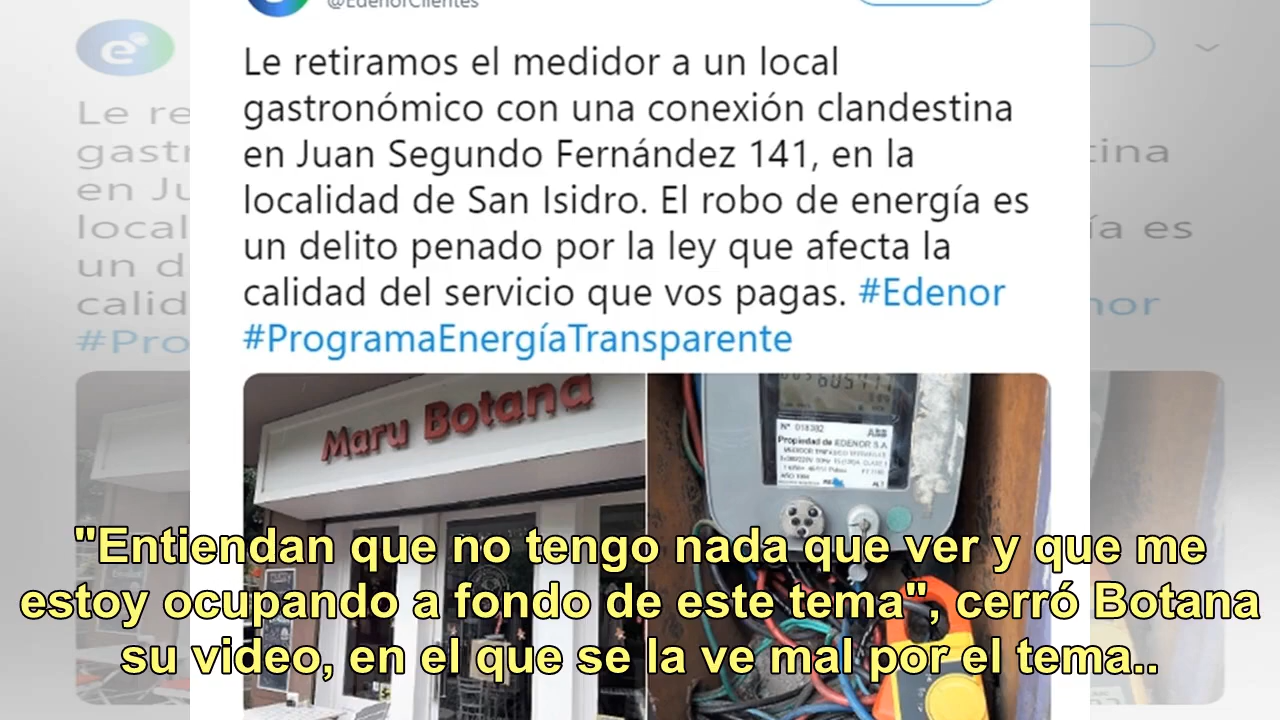 @EdenorClientes
Le retiramos el medidor a un local
gastronómico con una conexión clandestina
en Juan Segundo Fernández 141, en la
localidad de San Isidro. El robo de energía es
un delito penado por la ley que afecta la
calidad del servicio que vos pagas. #Edenor
#ProgramaEnergíaTransparente
Maru Botana
Nº 018382 ABB
Propiedad de EDENOR S.A
"Entiendan que no tengo nada que ver y que me
estoy ocupando a fondo de este tema", cerró Botana
su video, en el que se la ve mal por el tema..